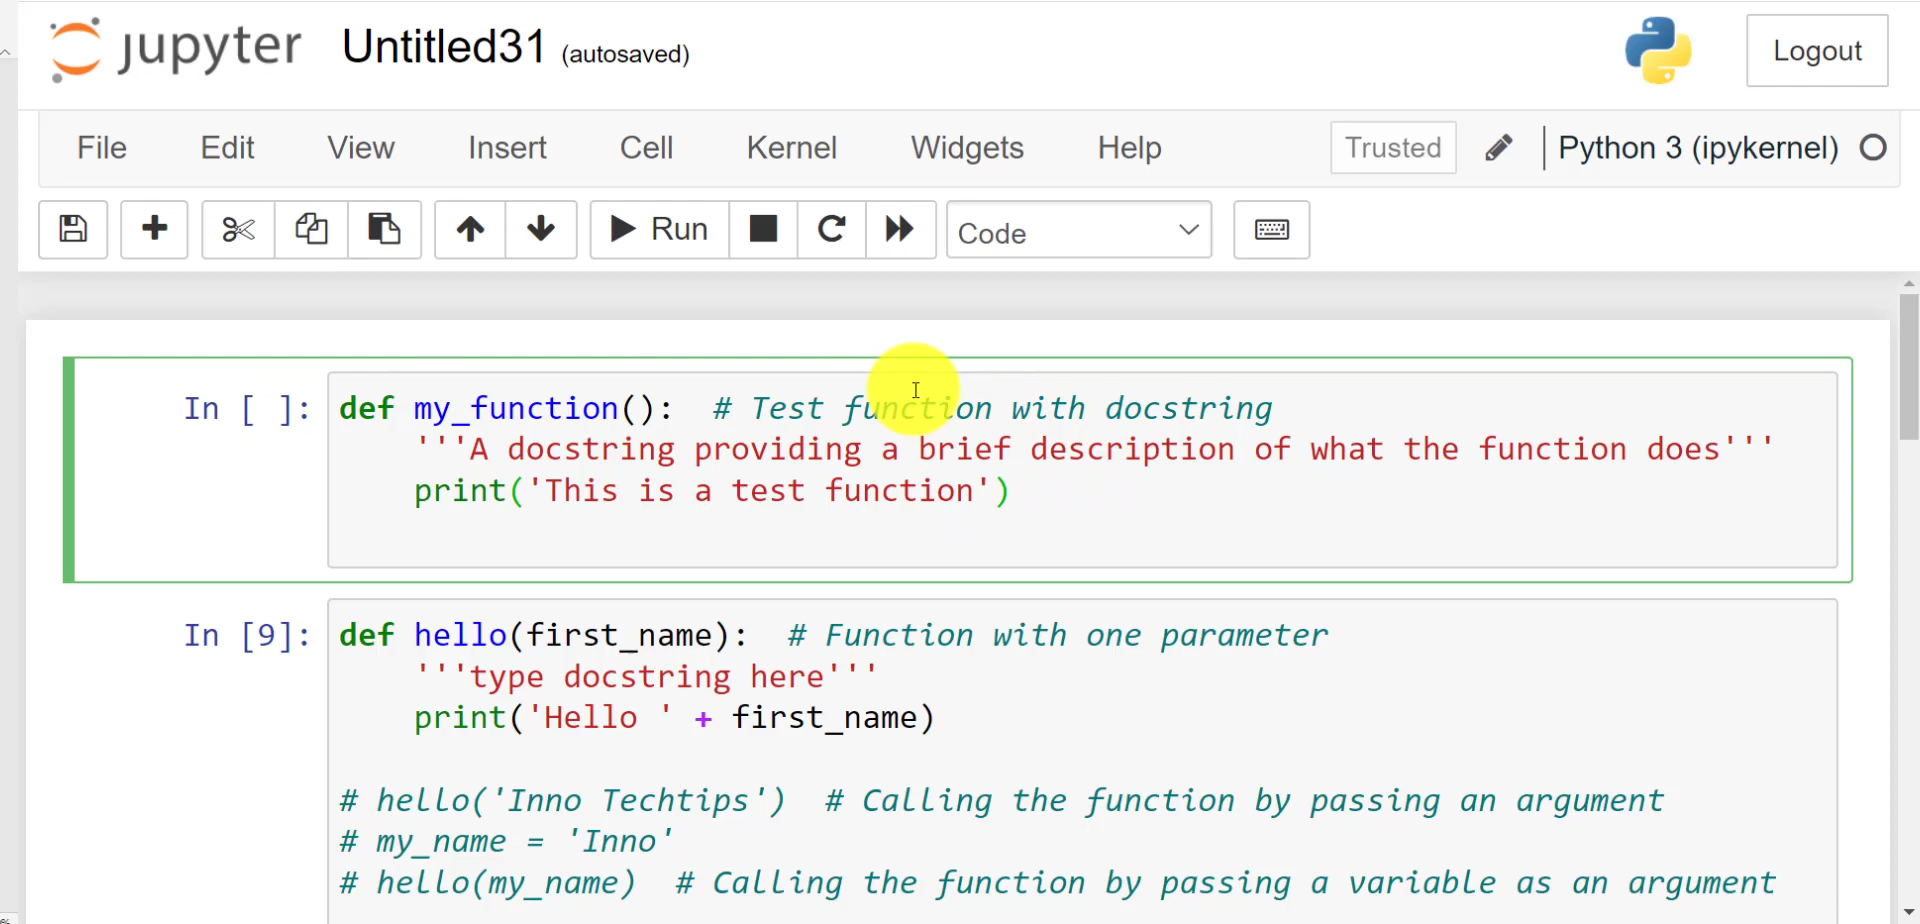 jupyter Untitled31 (autosaved) Logout
File Edit View Insert Cell Kernel Widgets Help Trusted Python 3 (ipykernel)
Run Code
In [ ]: def my_function():  # Test function with docstring
'''A docstring providing a brief description of what the function does'''
print('This is a test function')
In [9]: def hello(first_name):  # Function with one parameter
'''type docstring here'''
print('Hello ' + first_name)
# hello('Inno Techtips')  # Calling the function by passing an argument
# my_name = 'Inno'
# hello(my_name)  # Calling the function by passing a variable as an argument